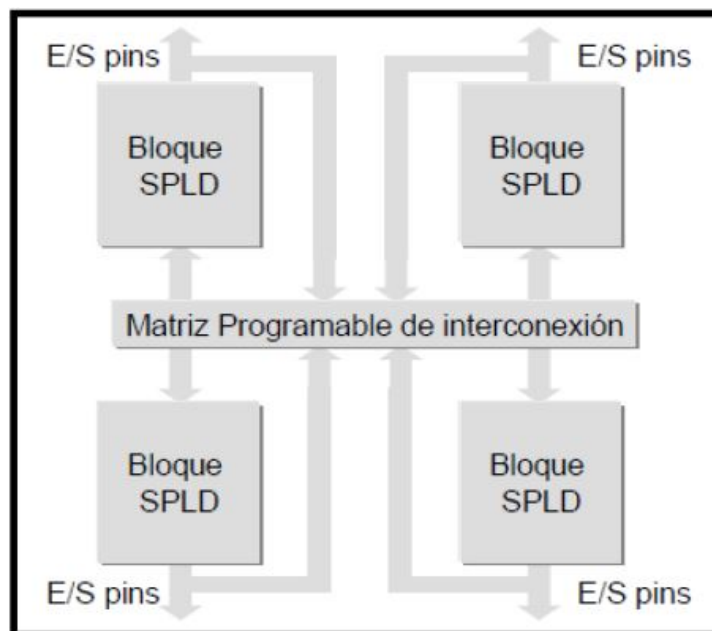 E/S pins
E/S pins
Bloque
SPLD
Bloque
SPLD
Matriz Programable de interconexión
Bloque
SPLD
Bloque
SPLD
E/S pins
E/S pins